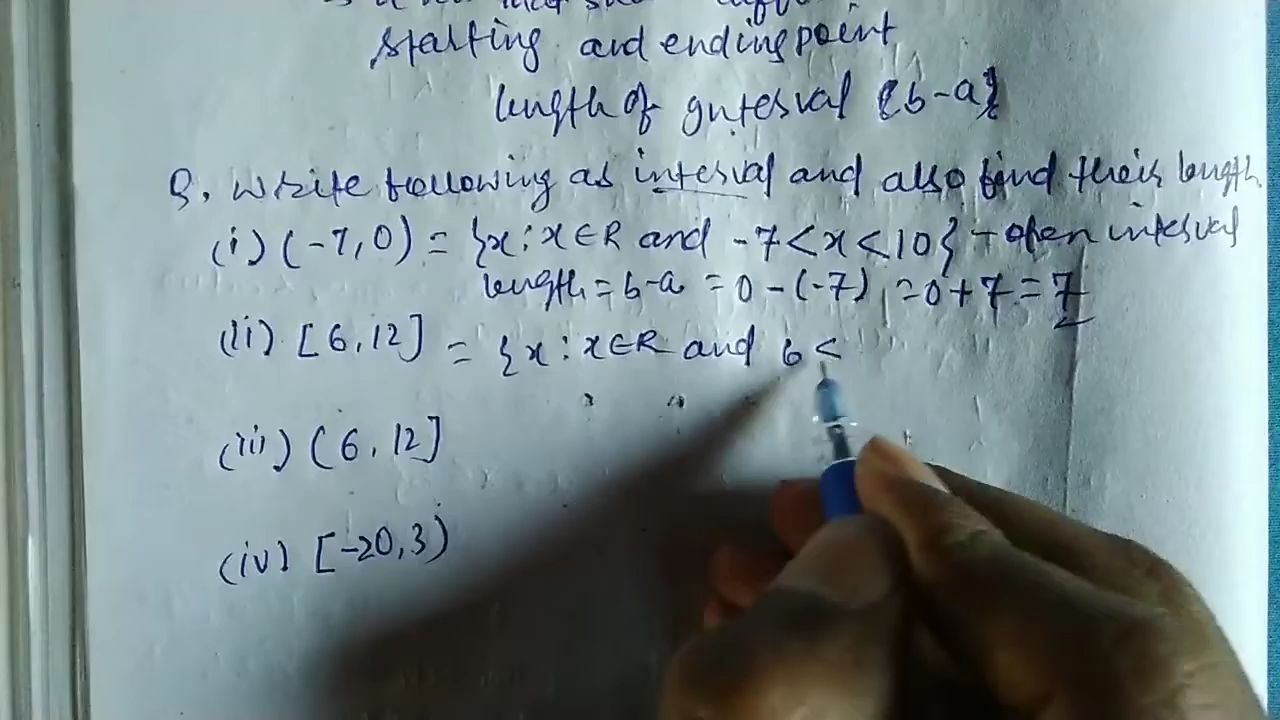 starting and ending point
length of interval {b-a}
Q. Write following as interval and also find their length.
(i) (-7,0) = {x : x∈R and -7<x<10} - open interval
length = b-a = 0-(-7) = 0+7 = 7
(ii) [6,12] = {x : x∈R and 6 <
(iii) (6,12]
(iv) [-20,3)